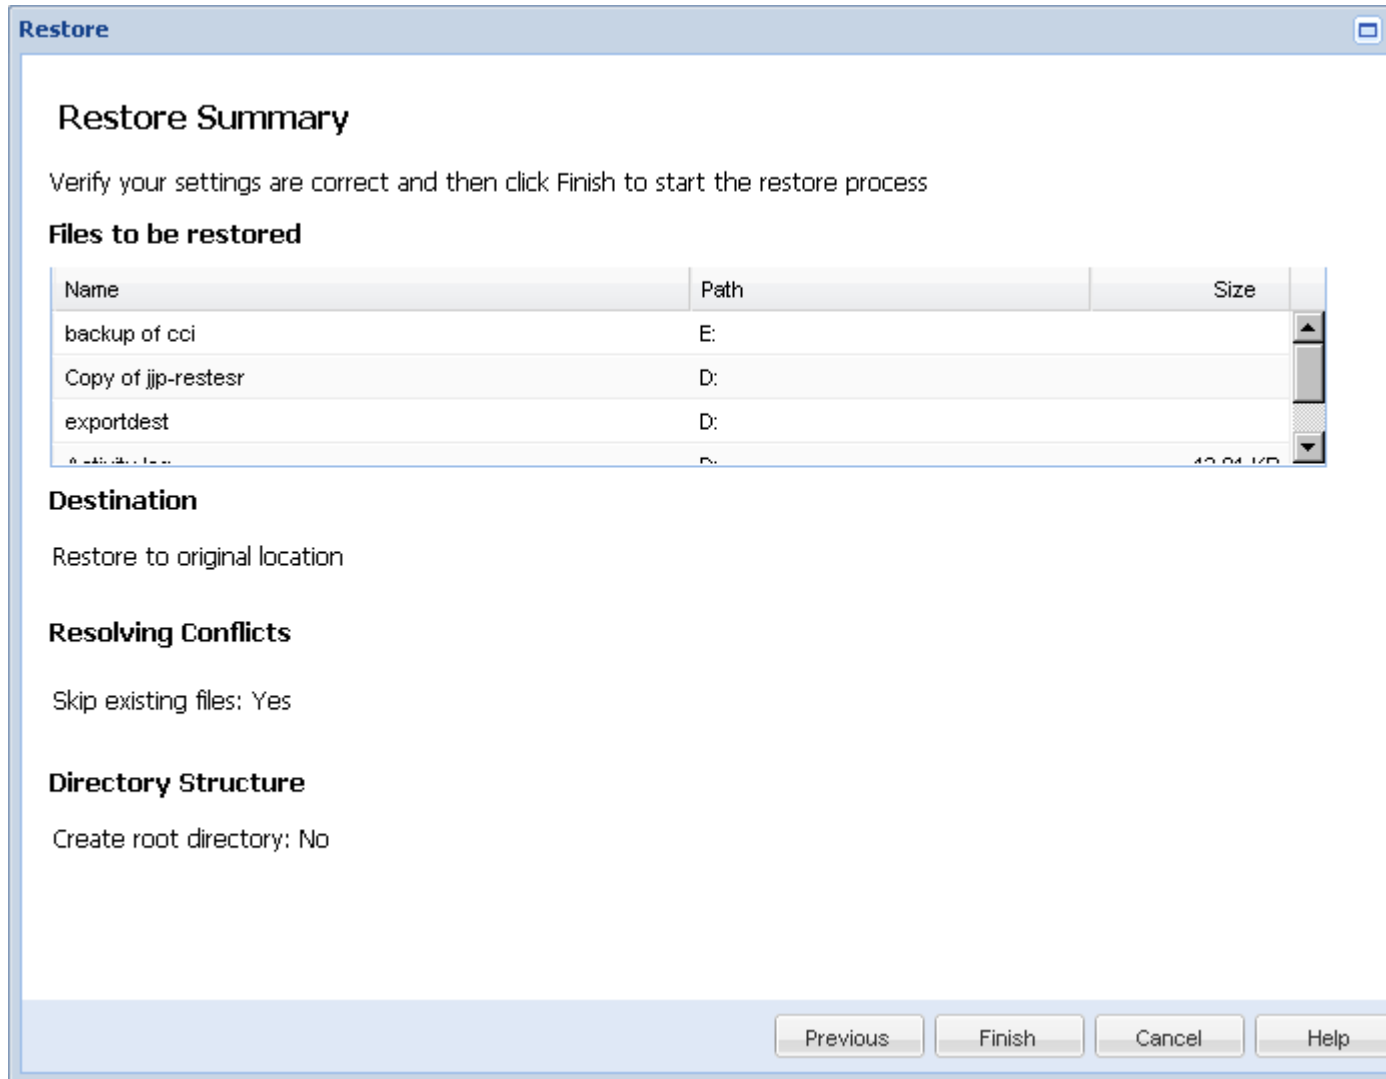 Restore
Restore Summary
Verify your settings are correct and then click Finish to start the restore process
Files to be restored
Name Path Size
backup of cci E:
Copy of jjp-restesr D:
exportdest D:
Activity log D:
Destination
Restore to original location
Resolving Conflicts
Skip existing files: Yes
Directory Structure
Create root directory: No
Previous Finish Cancel Help